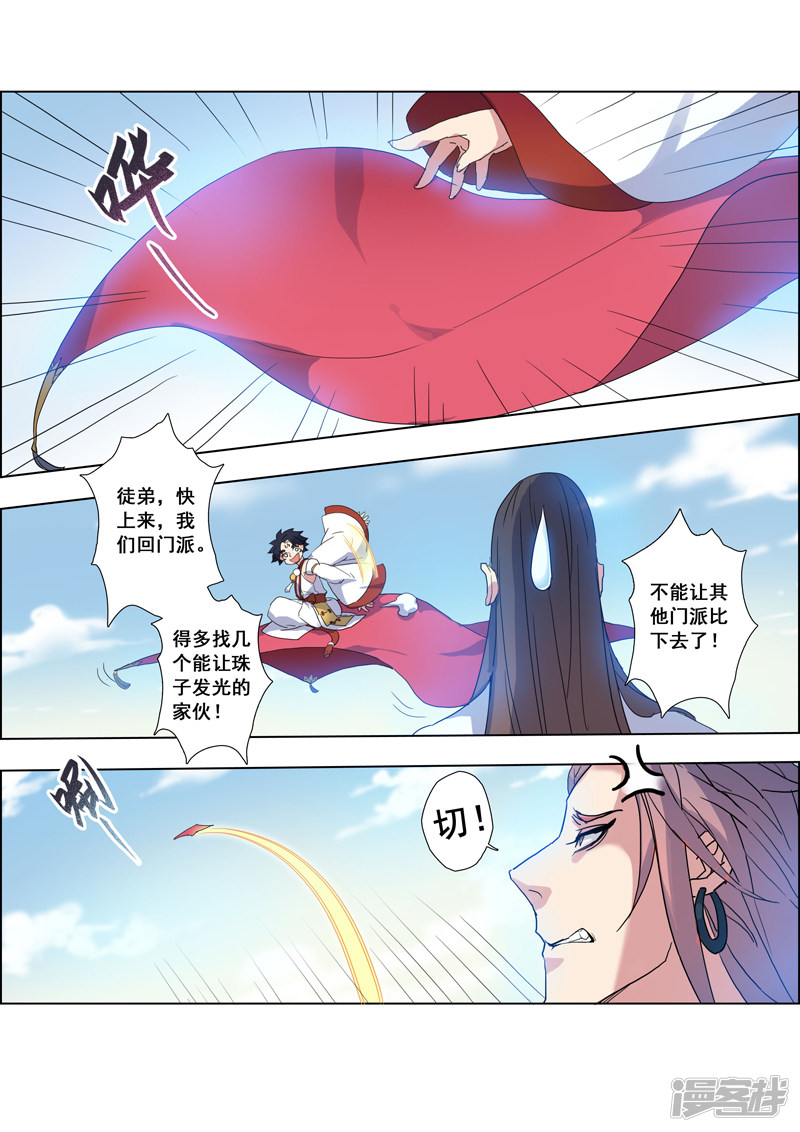 哗
徒弟，快
上来，我
们回门派。
得多找几
个能让珠
子发光的
家伙！
不能让其
他门派比
下去了！
唰
切！
漫客栈